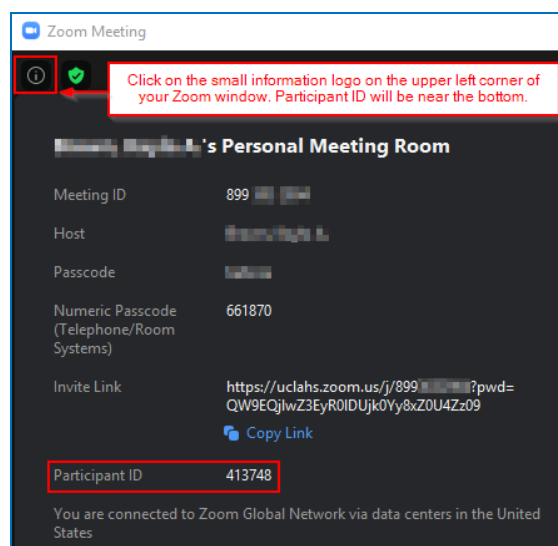 Zoom Meeting
Click on the small information logo on the upper left corner of
your Zoom window. Participant ID will be near the bottom.
's Personal Meeting Room
Meeting ID 899
Host
Passcode
Numeric Passcode 661870
(Telephone/Room
Systems)
Invite Link https://uclahs.zoom.us/j/899 ?pwd=
QW9EQjlwZ3EyR0lDUjk0Yy8xZ0U4Zz09
Copy Link
Participant ID 413748
You are connected to Zoom Global Network via data centers in the United
States